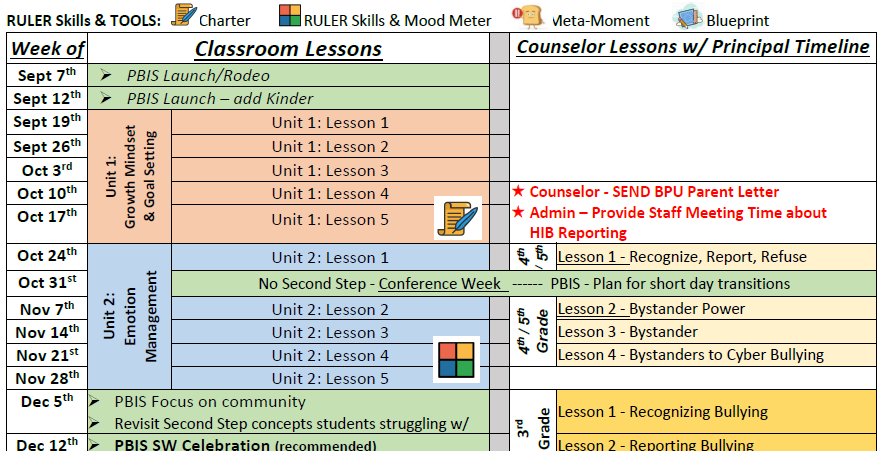 RULER Skills & TOOLS: Charter RULER Skills & Mood Meter Meta-Moment Blueprint
Week of Classroom Lessons Counselor Lessons w/ Principal Timeline
Sept 7th ➢ PBIS Launch/Rodeo
Sept 12th ➢ PBIS Launch – add Kinder
Unit 1:
Growth Mindset
& Goal Setting
Sept 19th Unit 1: Lesson 1
Sept 26th Unit 1: Lesson 2
Oct 3rd Unit 1: Lesson 3
Oct 10th Unit 1: Lesson 4 ★ Counselor - SEND BPU Parent Letter
Oct 17th Unit 1: Lesson 5 ★ Admin – Provide Staff Meeting Time about
HIB Reporting
Unit 2:
Emotion
Management
Oct 24th Unit 2: Lesson 1 4th / 5th Lesson 1 - Recognize, Report, Refuse
Oct 31st No Second Step - Conference Week ------ PBIS - Plan for short day transitions
4th / 5th
Grade
Nov 7th Unit 2: Lesson 2 Lesson 2 - Bystander Power
Nov 14th Unit 2: Lesson 3 Lesson 3 - Bystander
Nov 21st Unit 2: Lesson 4 Lesson 4 - Bystanders to Cyber Bullying
Nov 28th Unit 2: Lesson 5
Dec 5th ➢ PBIS Focus on community
➢ Revisit Second Step concepts students struggling w/
3rd
Grade
Lesson 1 - Recognizing Bullying
Dec 12th ➢ PBIS SW Celebration (recommended) Lesson 2 - Reporting Bullying